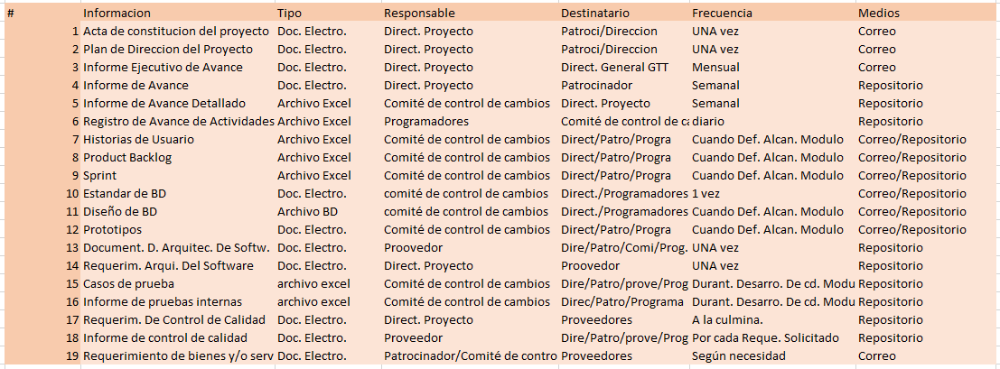 # Informacion Tipo Responsable Destinatario Frecuencia Medios
1 Acta de constitucion del proyecto Doc. Electro. Direct. Proyecto Patroci/Direccion UNA vez Correo
2 Plan de Direccion del Proyecto Doc. Electro. Direct. Proyecto Patroci/Direccion UNA vez Correo
3 Informe Ejecutivo de Avance Doc. Electro. Direct. Proyecto Direct. General GTT Mensual Correo
4 Informe de Avance Doc. Electro. Direct. Proyecto Patrocinador Semanal Repositorio
5 Informe de Avance Detallado Archivo Excel Comité de control de cambios Direct. Proyecto Semanal Repositorio
6 Registro de Avance de Actividades Archivo Excel Programadores Comité de control de ca diario Repositorio
7 Historias de Usuario Archivo Excel Comité de control de cambios Direct/Patro/Progra Cuando Def. Alcan. Modulo Correo/Repositorio
8 Product Backlog Archivo Excel Comité de control de cambios Direct/Patro/Progra Cuando Def. Alcan. Modulo Correo/Repositorio
9 Sprint Archivo Excel Comité de control de cambios Direct/Patro/Progra Cuando Def. Alcan. Modulo Correo/Repositorio
10 Estandar de BD Doc. Electro. comité de control de cambios Direct./Programadores 1 vez Correo/Repositorio
11 Diseño de BD Archivo BD comité de control de cambios Direct./Programadores Cuando Def. Alcan. Modulo Correo/Repositorio
12 Prototipos Doc. Electro. Comité de control de cambios Direct/Patro/Progra Cuando Def. Alcan. Modulo Correo/Repositorio
13 Document. D. Arquitec. De Softw. Doc. Electro. Proovedor Dire/Patro/Comi/Prog. UNA vez Repositorio
14 Requerim. Arqui. Del Software Doc. Electro. Direct. Proyecto Proovedor UNA vez Repositorio
15 Casos de prueba archivo excel Comité de control de cambios Dire/Patro/prove/Prog Durant. Desarro. De cd. Modu Repositorio
16 Informe de pruebas internas archivo excel Comité de control de cambios Direc/Patro/Programa Durant. Desarro. De cd. Modu Repositorio
17 Requerim. De Control de Calidad Doc. Electro. Direct. Proyecto Proveedores A la culmina. Repositorio
18 Informe de control de calidad Doc. Electro. Proveedor Dire/Patro/prove/Prog Por cada Reque. Solicitado Repositorio
19 Requerimiento de bienes y/o serv Doc. Electro. Patrocinador/Comité de contro Proveedores Según necesidad Correo